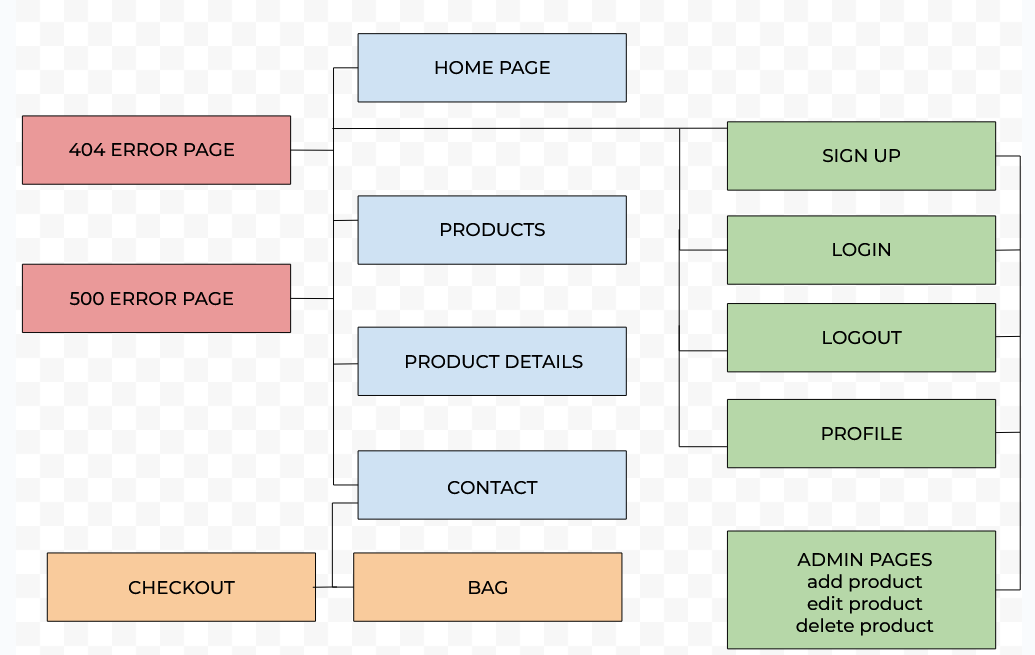 HOME PAGE
404 ERROR PAGE
SIGN UP
PRODUCTS
LOGIN
500 ERROR PAGE
LOGOUT
PRODUCT DETAILS
PROFILE
CONTACT
CHECKOUT
BAG
ADMIN PAGES
add product
edit product
delete product